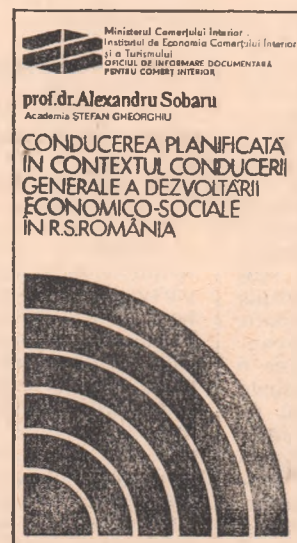 Ministerul Comerțului Interior
Institutul de Economia Comerțului Interior
și a Turismului
OFICIUL DE INFORMARE DOCUMENTARĂ
PENTRU COMERȚ INTERIOR
prof.dr.Alexandru Sobaru
Academia ȘTEFAN GHEORGHIU
CONDUCEREA PLANIFICATĂ
ÎN CONTEXTUL CONDUCERII
GENERALE A DEZVOLTĂRII
ECONOMICO-SOCIALE
ÎN R.S.ROMÂNIA